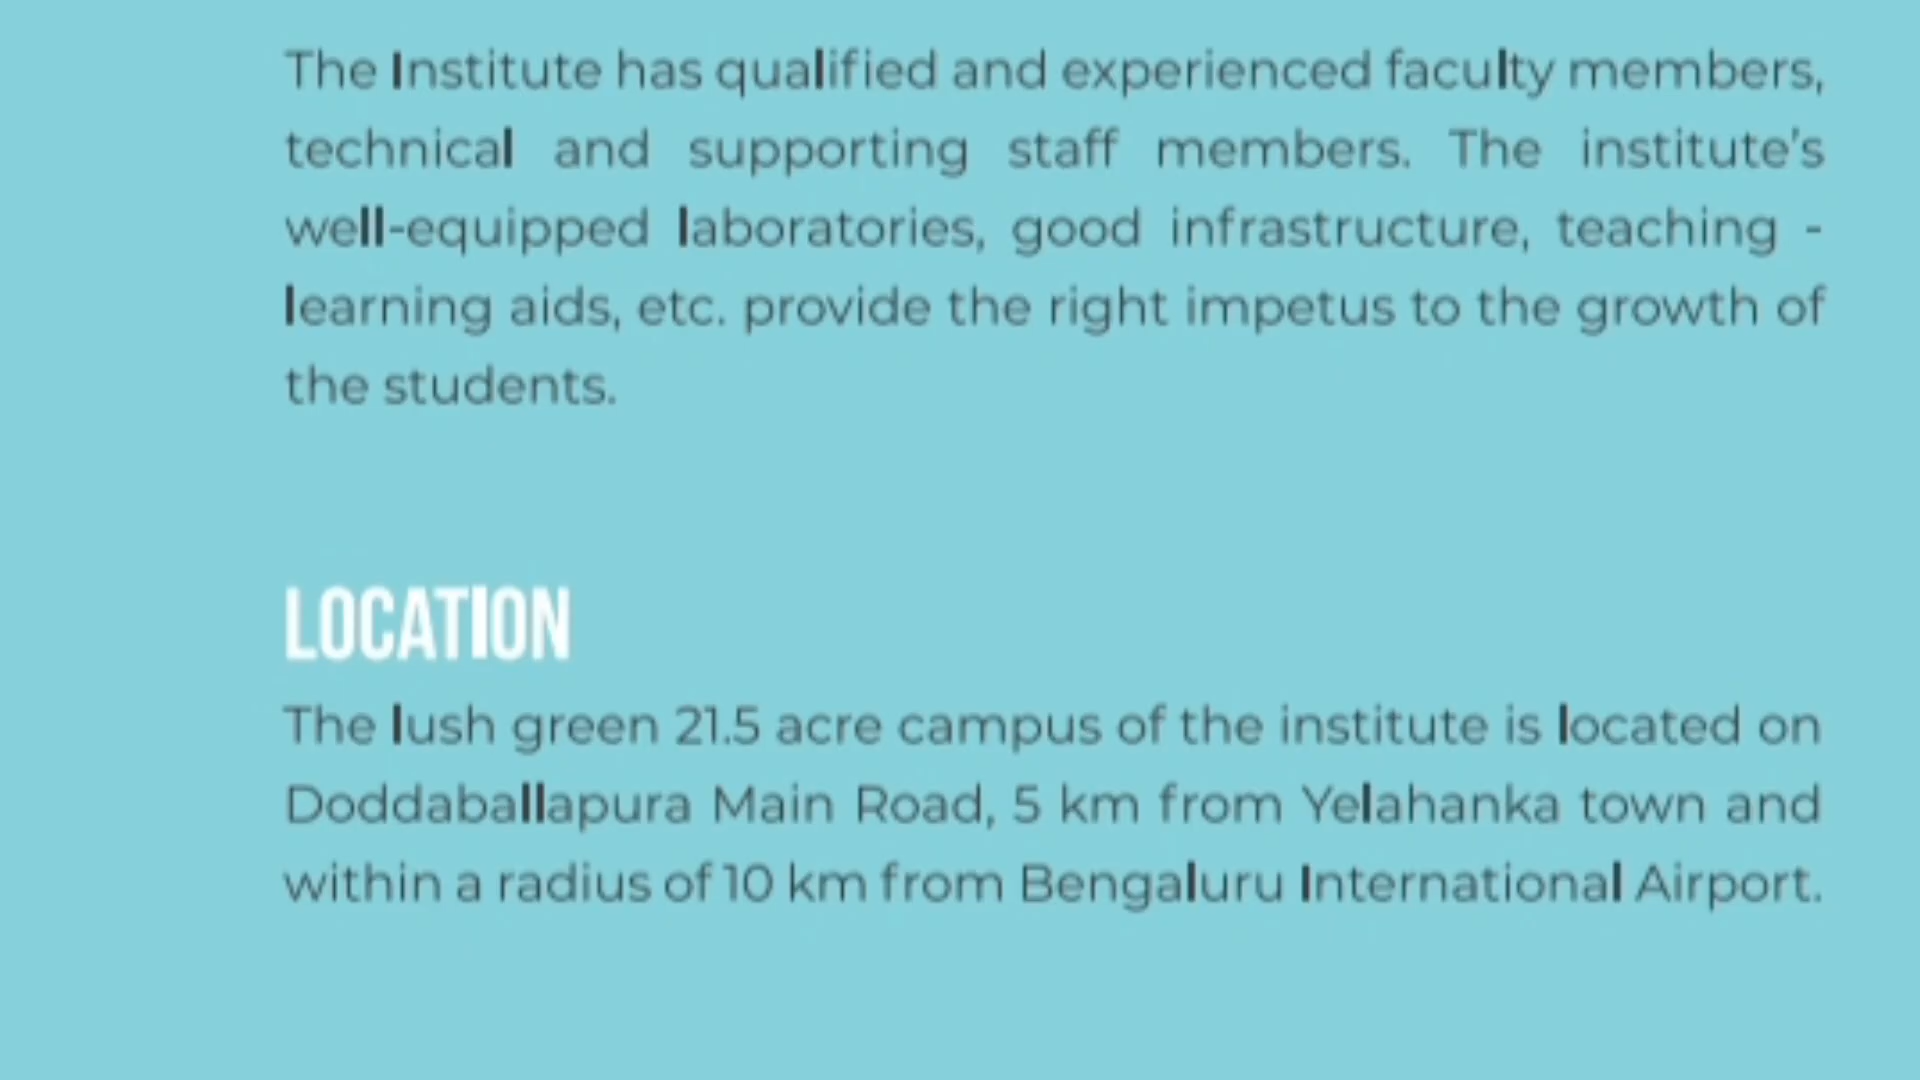 The Institute has qualified and experienced faculty members,
technical and supporting staff members. The institute's
well-equipped laboratories, good infrastructure, teaching -
learning aids, etc. provide the right impetus to the growth of
the students.
LOCATION
The lush green 21.5 acre campus of the institute is located on
Doddaballapura Main Road, 5 km from Yelahanka town and
within a radius of 10 km from Bengaluru International Airport.